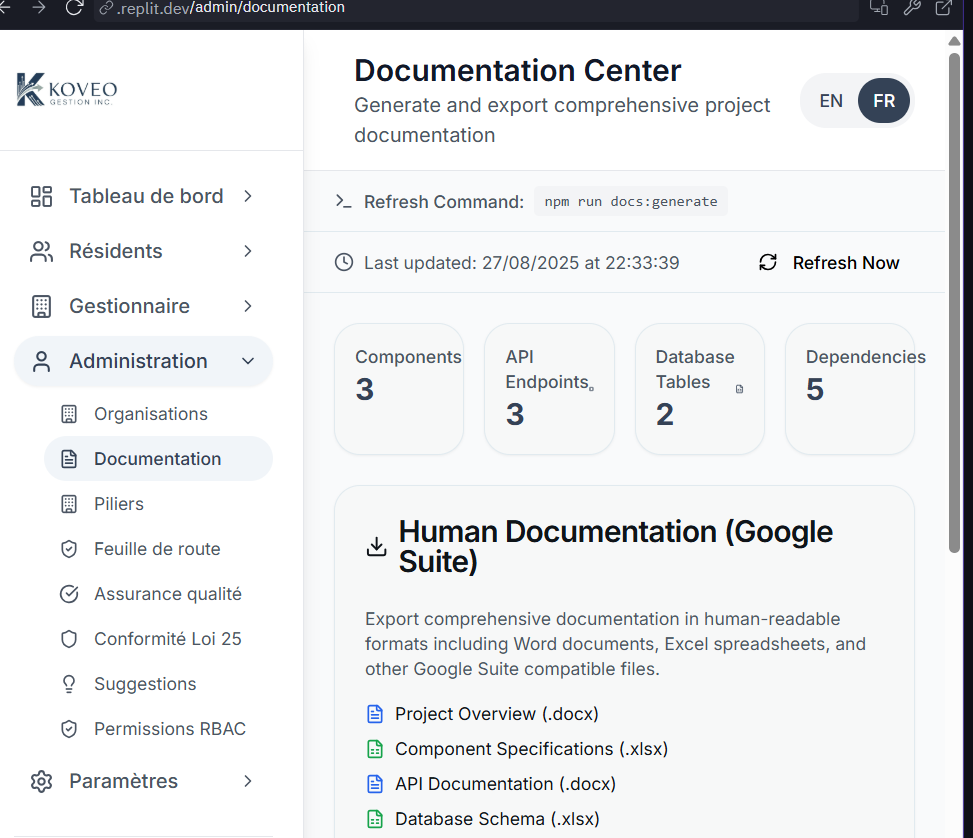 .replit.dev/admin/documentation
KOVEO
GESTION INC.
Tableau de bord
Résidents
Gestionnaire
Administration
Organisations
Documentation
Piliers
Feuille de route
Assurance qualité
Conformité Loi 25
Suggestions
Permissions RBAC
Paramètres
Documentation Center
Generate and export comprehensive project
documentation
EN FR
Refresh Command: npm run docs:generate
Last updated: 27/08/2025 at 22:33:39
Refresh Now
Components
3
API
Endpoints
3
Database
Tables
2
Dependencies
5
Human Documentation (Google
Suite)
Export comprehensive documentation in human-readable
formats including Word documents, Excel spreadsheets, and
other Google Suite compatible files.
Project Overview (.docx)
Component Specifications (.xlsx)
API Documentation (.docx)
Database Schema (.xlsx)